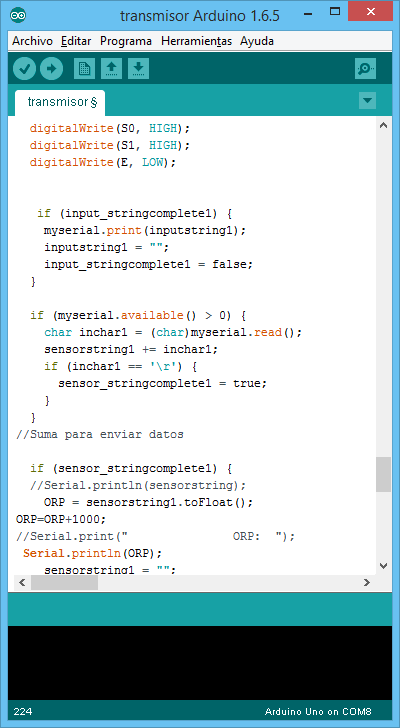 transmisor Arduino 1.6.5
Archivo Editar Programa Herramientas Ayuda
transmisor §
digitalWrite(S0, HIGH);
digitalWrite(S1, HIGH);
digitalWrite(E, LOW);
if (input_stringcomplete1) {
myserial.print(inputstring1);
inputstring1 = "";
input_stringcomplete1 = false;
}
if (myserial.available() > 0) {
char inchar1 = (char)myserial.read();
sensorstring1 += inchar1;
if (inchar1 == '\r') {
sensor_stringcomplete1 = true;
}
}
//Suma para enviar datos
if (sensor_stringcomplete1) {
//Serial.println(sensorstring);
ORP = sensorstring1.toFloat();
ORP=ORP+1000;
//Serial.print("               ORP:  ");
Serial.println(ORP);
sensorstring1 = "";
224 Arduino Uno on COM8